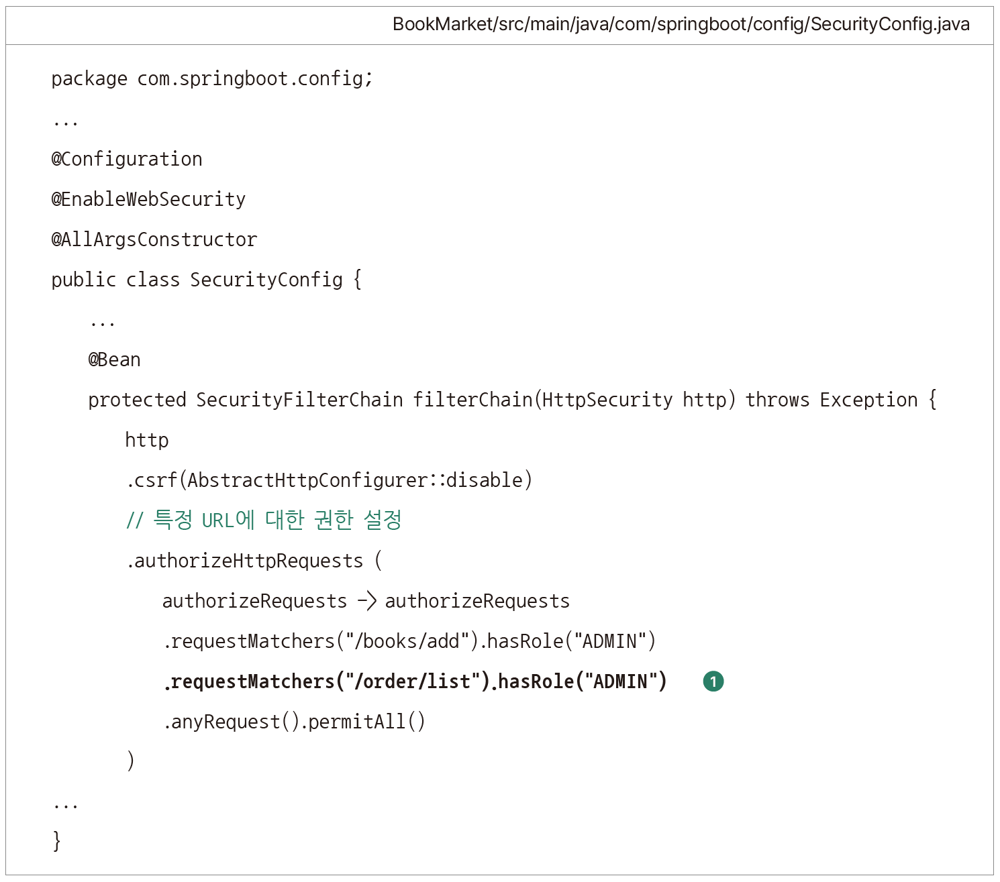 BookMarket/src/main/java/com/springboot/config/SecurityConfig.java
package com.springboot.config;
...
@Configuration
@EnableWebSecurity
@AllArgsConstructor
public class SecurityConfig {
...
@Bean
protected SecurityFilterChain filterChain(HttpSecurity http) throws Exception {
http
.csrf(AbstractHttpConfigurer::disable)
// 특정 URL에 대한 권한 설정
.authorizeHttpRequests (
authorizeRequests -> authorizeRequests
.requestMatchers("/books/add").hasRole("ADMIN")
.requestMatchers("/order/list").hasRole("ADMIN") 1
.anyRequest().permitAll()
)
...
}